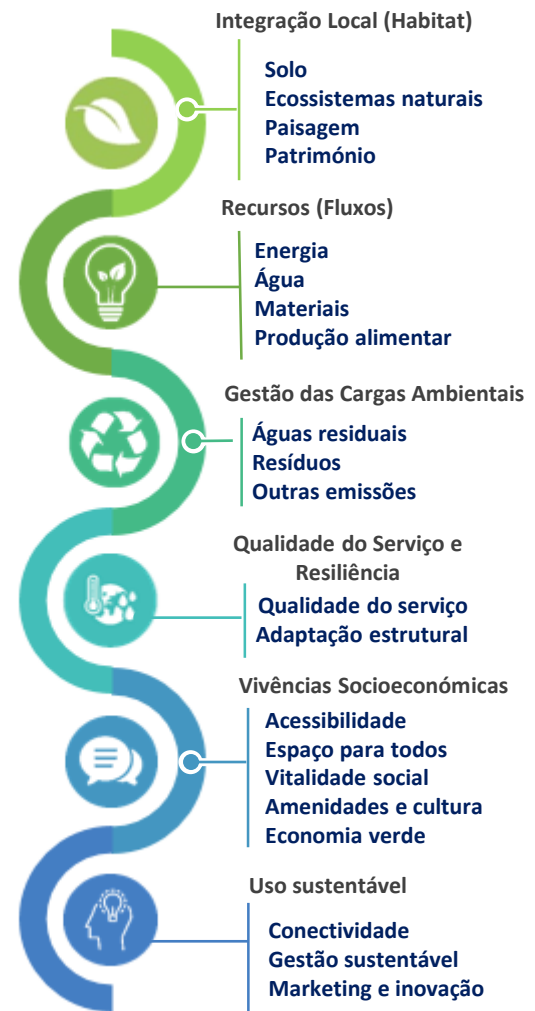 Integração Local (Habitat)
Solo
Ecossistemas naturais
Paisagem
Património
Recursos (Fluxos)
Energia
Água
Materiais
Produção alimentar
Gestão das Cargas Ambientais
Águas residuais
Resíduos
Outras emissões
Qualidade do Serviço e
Resiliência
Qualidade do serviço
Adaptação estrutural
Vivências Socioeconómicas
Acessibilidade
Espaço para todos
Vitalidade social
Amenidades e cultura
Economia verde
Uso sustentável
Conectividade
Gestão sustentável
Marketing e inovação